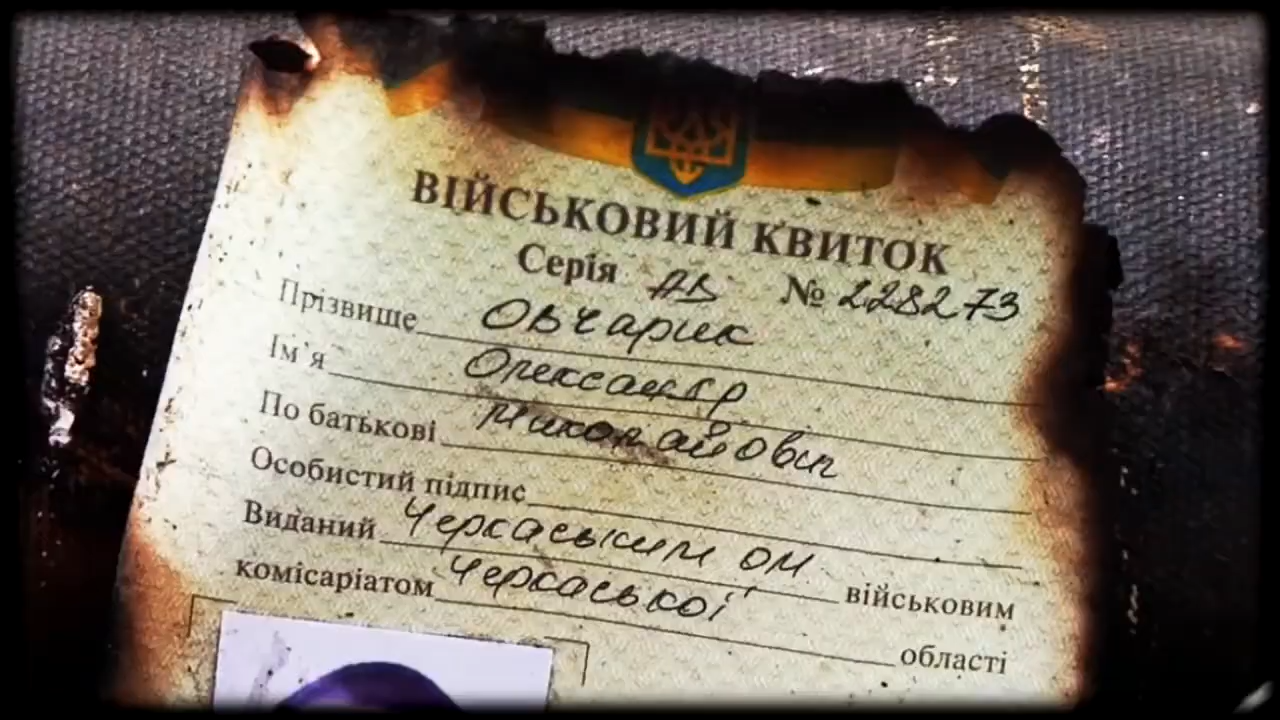 ВІЙСЬКОВИЙ КВИТОК
Серія АВ № 228273
Прізвище Овчарик
Ім`я Олександр
По батькові Миколайович
Особистий підпис
Виданий Черкаським ОМ військовим
комісаріатом Черкаської області